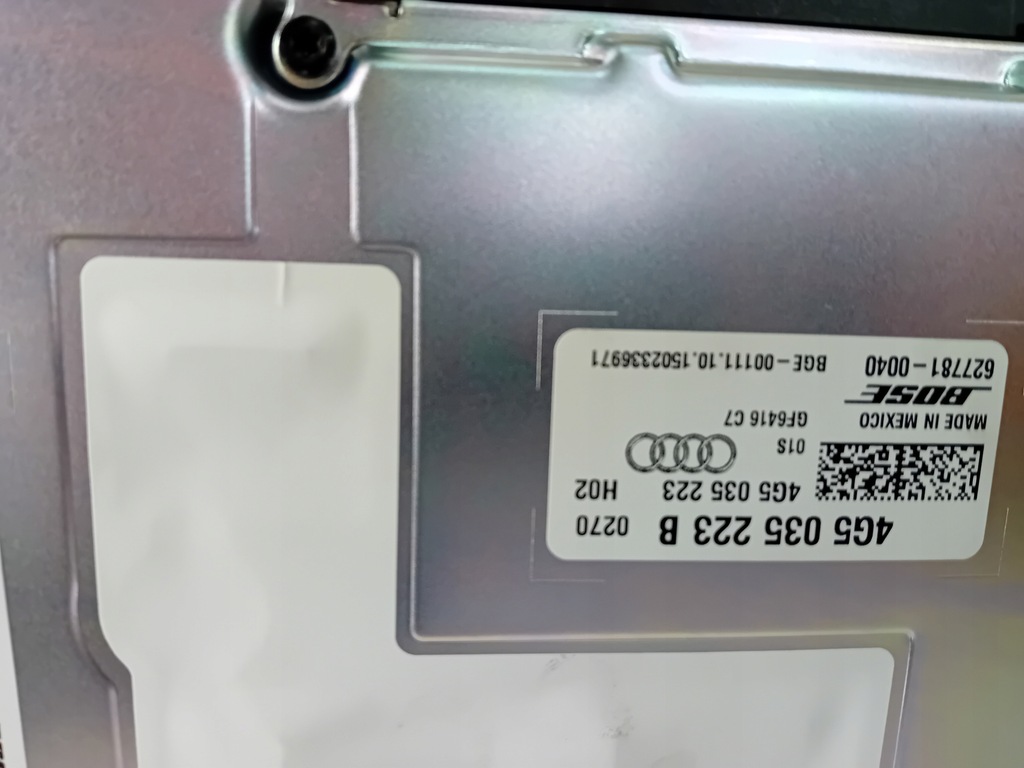 4G5 035 223 B 0270
4G5 035 223 H02
01S
MADE IN MEXICO GF6416 C7
BOSE
627781-0040 BGE-00111.10.1502336971